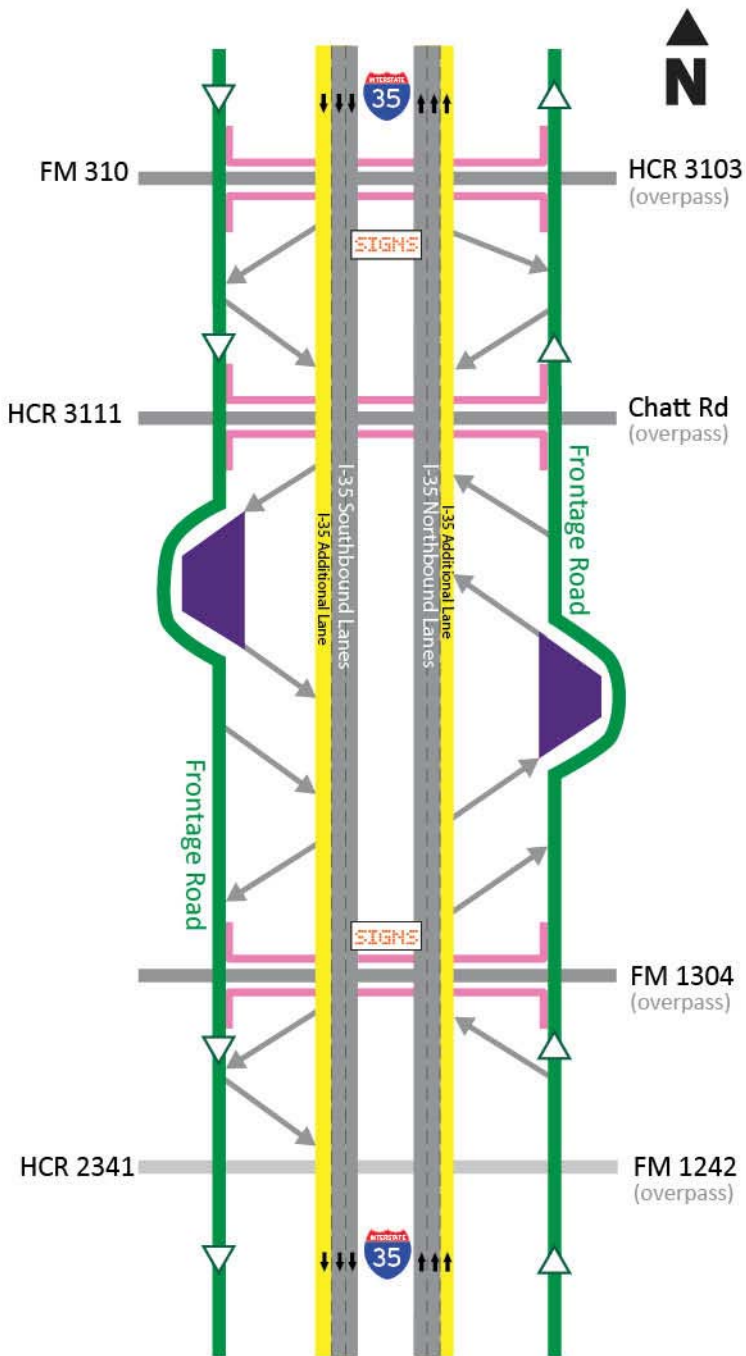 N
INTERSTATE
35
FM 310
HCR 3103
(overpass)
SIGNS
HCR 3111
Chatt Rd
(overpass)
I-35 Additional Lane
I-35 Southbound Lanes
I-35 Northbound Lanes
I-35 Additional Lane
Frontage Road
Frontage Road
SIGNS
FM 1304
(overpass)
HCR 2341
FM 1242
(overpass)
INTERSTATE
35